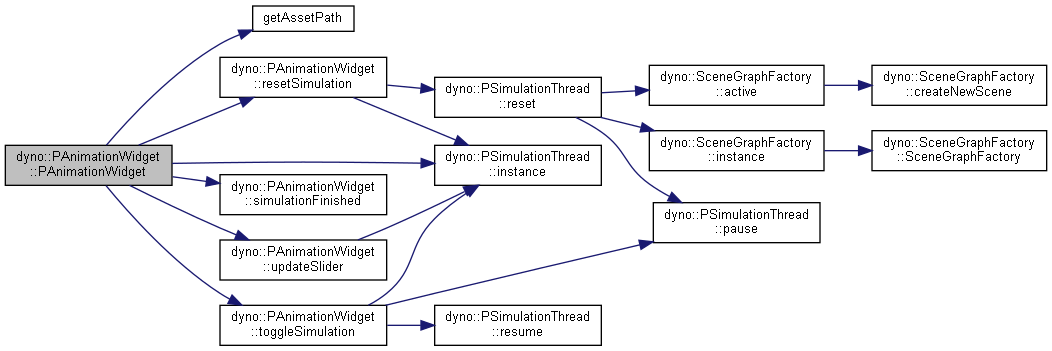 getAssetPath
dyno::PAnimationWidget
::resetSimulation
dyno::PSimulationThread
::reset
dyno::SceneGraphFactory
::active
dyno::SceneGraphFactory
::createNewScene
dyno::PAnimationWidget
::PAnimationWidget
dyno::PSimulationThread
::instance
dyno::SceneGraphFactory
::instance
dyno::SceneGraphFactory
::SceneGraphFactory
dyno::PAnimationWidget
::simulationFinished
dyno::PSimulationThread
::pause
dyno::PAnimationWidget
::updateSlider
dyno::PAnimationWidget
::toggleSimulation
dyno::PSimulationThread
::resume